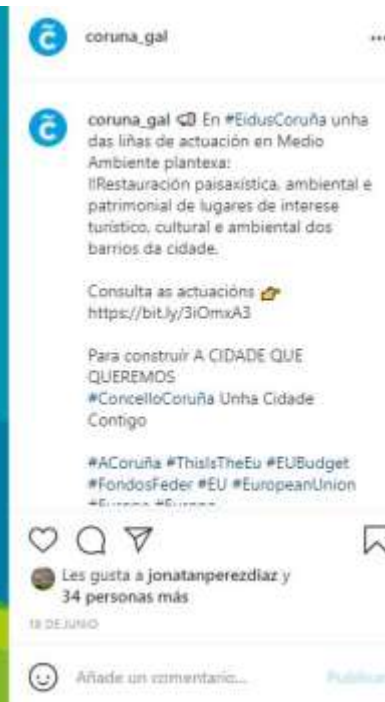 coruna_gal
coruna_gal 📢 En #EidusCoruña unha
das liñas de actuación en Medio
Ambiente plantexa:
‼Restauración paisaxística, ambiental e
patrimonial de lugares de interese
turístico, cultural e ambiental dos
barrios da cidade.
Consulta as actuacións 👉
https://bit.ly/3iOmxA3
Para construír A CIDADE QUE
QUEREMOS
#ConcelloCoruña Unha Cidade
Contigo
#ACoruña #ThisIsTheEu #EUBudget
#FondosFeder #EU #EuropeanUnion
Les gusta a jonatanperezdiaz y
34 personas más
18 DE JUNIO
Añade un comentario...
Publicar